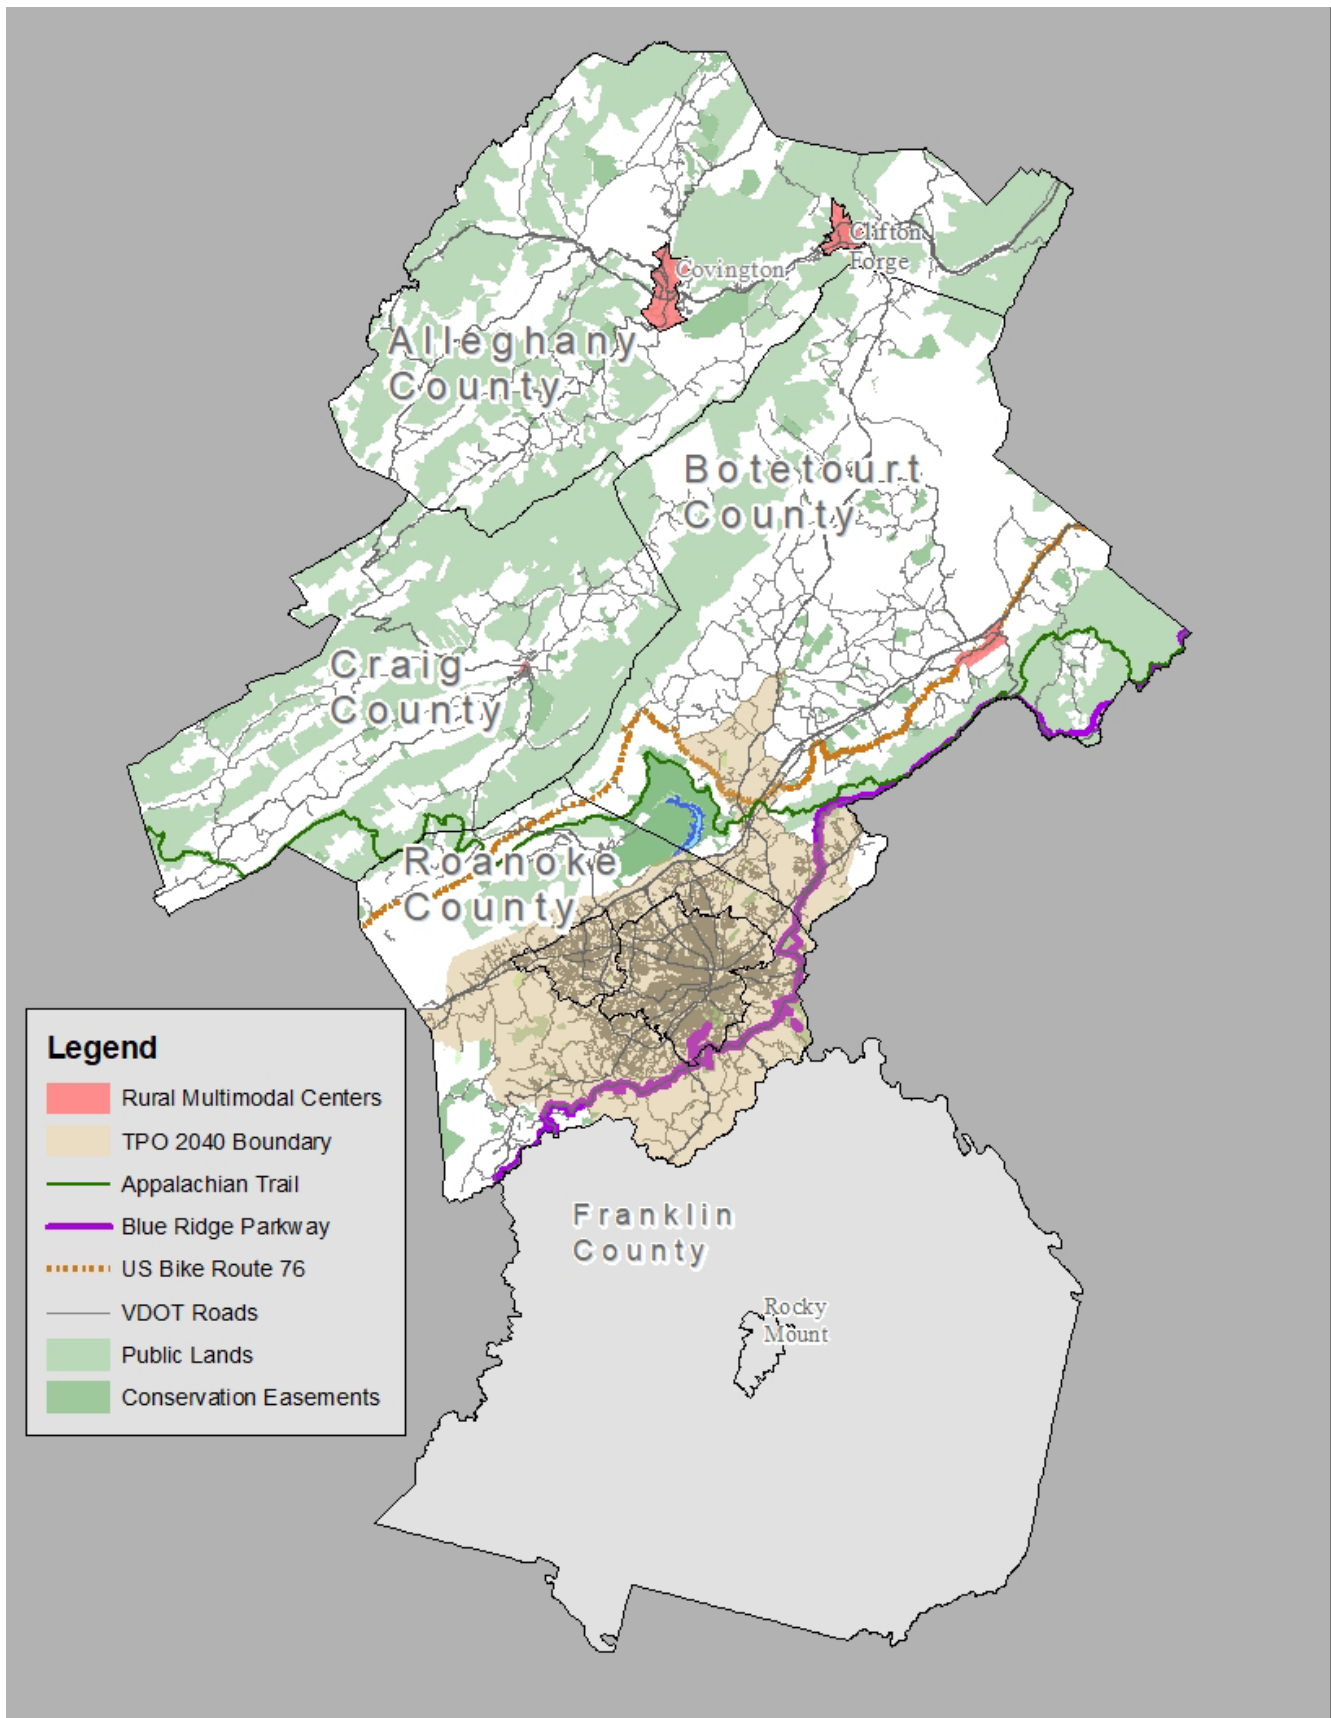 Clifton
Forge
Covington
Alleghany
County
Botetourt
County
Craig
County
Roanoke
County
Legend
Rural Multimodal Centers
TPO 2040 Boundary
Appalachian Trail
Blue Ridge Parkway
US Bike Route 76
VDOT Roads
Public Lands
Conservation Easements
Franklin
County
Rocky
Mount